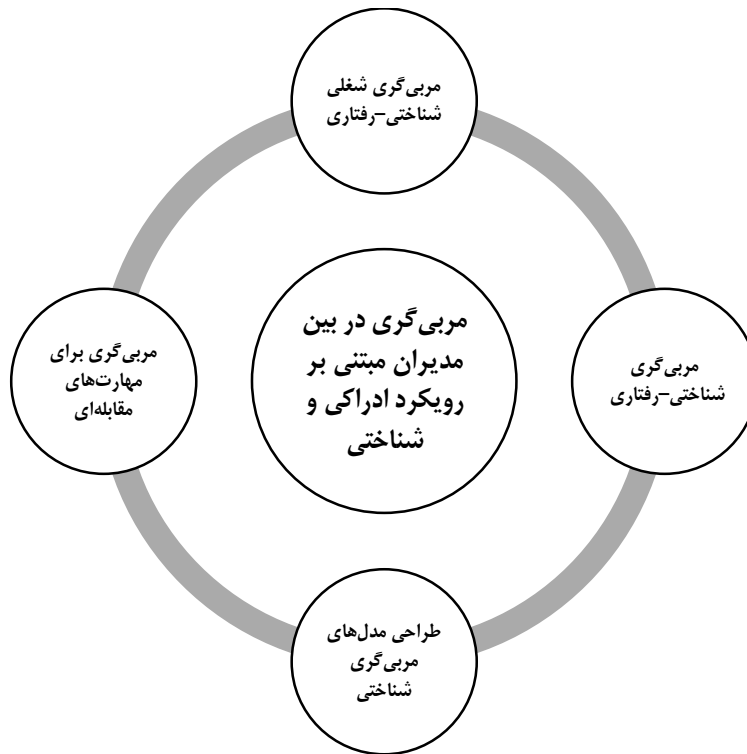 مربی‌گری شغلی
شناختی–رفتاری
مربی‌گری در بین
مدیران مبتنی بر
رویکرد ادراکی و
شناختی
مربی‌گری
شناختی–رفتاری
مربی‌گری برای
مهارت‌های
مقابله‌ای
طراحی مدل‌های
مربی‌گری
شناختی